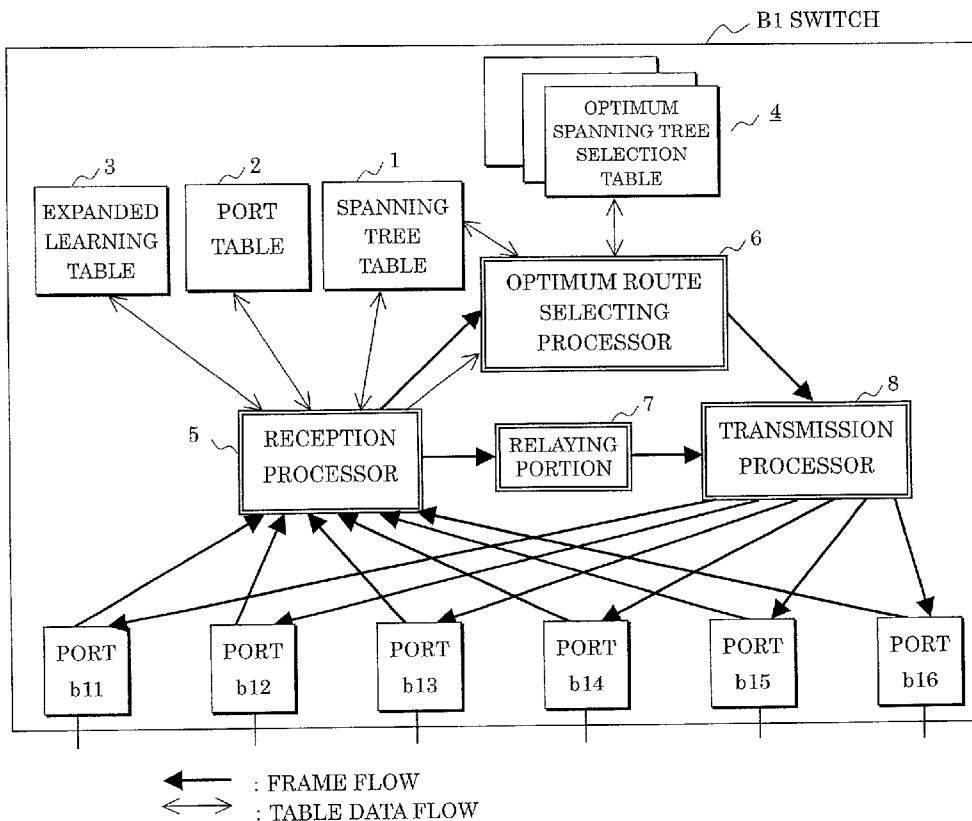 B1 SWITCH
OPTIMUM
SPANNING TREE
SELECTION
TABLE
4
3
2
1
EXPANDED
LEARNING
TABLE
PORT
TABLE
SPANNING
TREE
TABLE
6
OPTIMUM ROUTE
SELECTING
PROCESSOR
5
RECEPTION
PROCESSOR
7
RELAYING
PORTION
8
TRANSMISSION
PROCESSOR
PORT
b11
PORT
b12
PORT
b13
PORT
b14
PORT
b15
PORT
b16
: FRAME FLOW
: TABLE DATA FLOW